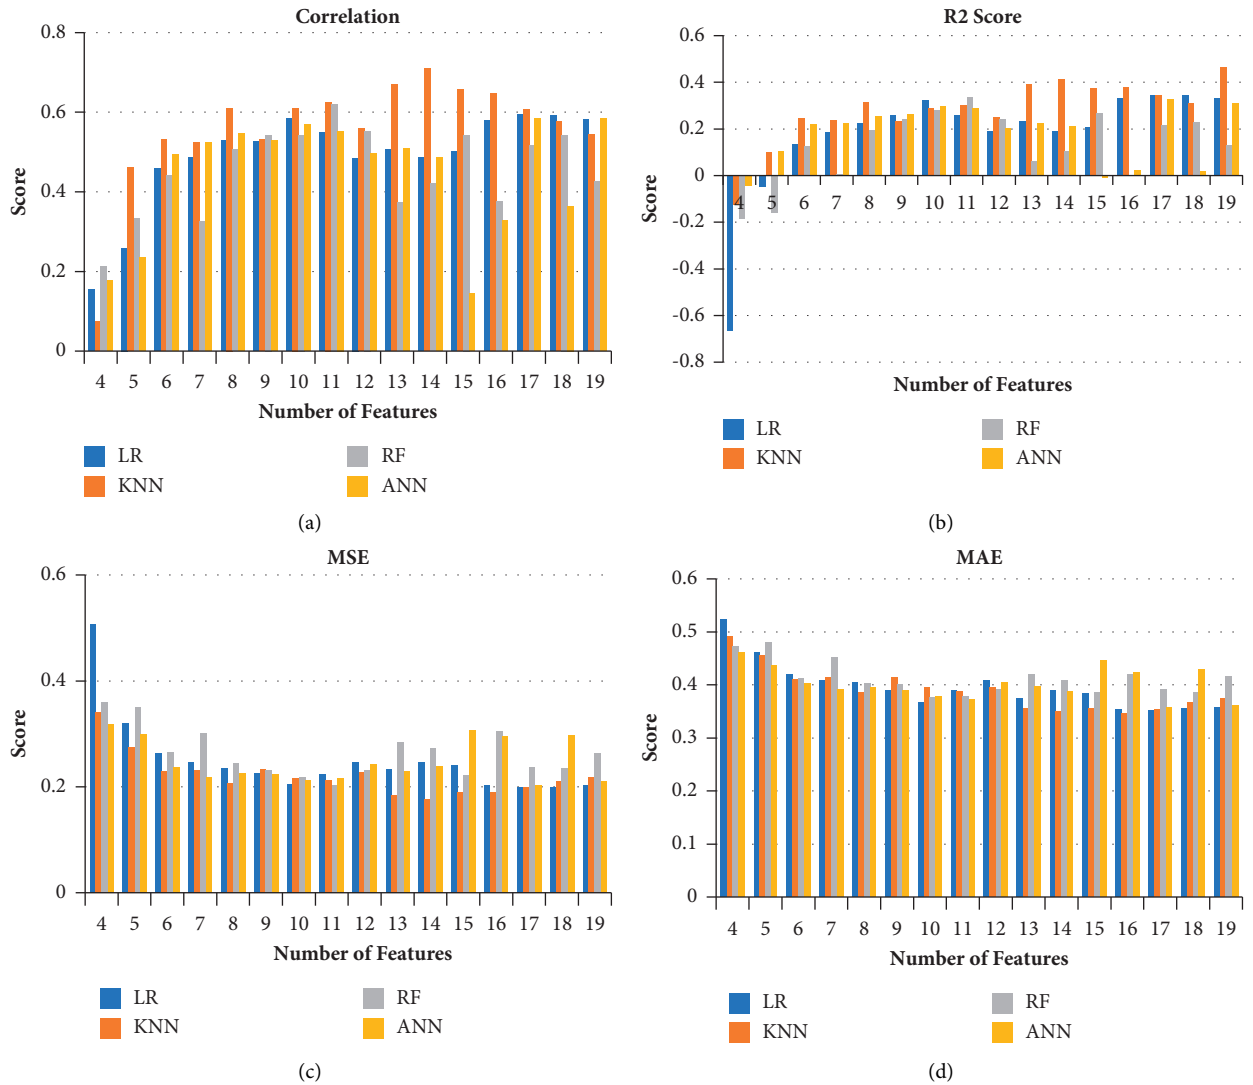 Correlation
0.8
0.6
0.4
0.2
0
Score
4 5 6 7 8 9 10 11 12 13 14 15 16 17 18 19
Number of Features
LR
RF
KNN
ANN
(a)
R2 Score
0.6
0.4
0.2
0
-0.2
-0.4
-0.6
-0.8
Score
4 5 6 7 8 9 10 11 12 13 14 15 16 17 18 19
Number of Features
LR
RF
KNN
ANN
(b)
MSE
0.6
0.4
0.2
0
Score
4 5 6 7 8 9 10 11 12 13 14 15 16 17 18 19
Number of Features
LR
RF
KNN
ANN
(c)
MAE
0.6
0.5
0.4
0.3
0.2
0.1
0
Score
4 5 6 7 8 9 10 11 12 13 14 15 16 17 18 19
Number of Features
LR
RF
KNN
ANN
(d)